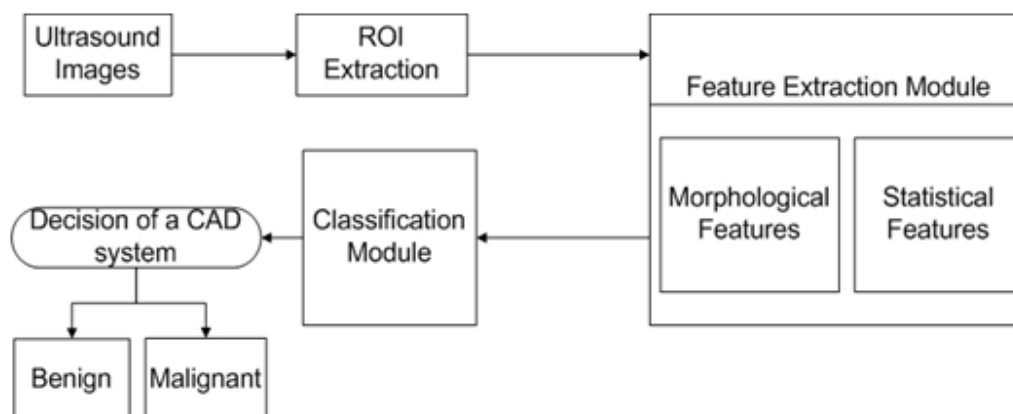 Ultrasound
Images
ROI
Extraction
Feature Extraction Module
Morphological
Features
Statistical
Features
Classification
Module
Decision of a CAD
system
Benign
Malignant